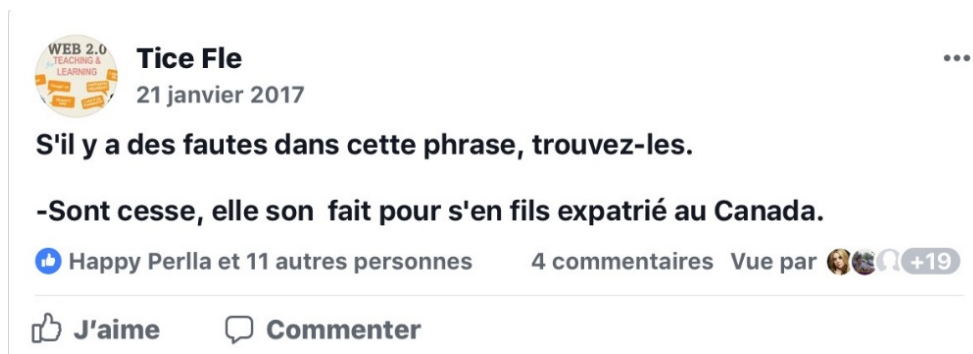 WEB 2.0
for TEACHING &
LEARNING
Tice Fle
21 janvier 2017
S'il y a des fautes dans cette phrase, trouvez-les.
-Sont cesse, elle son  fait pour s'en fils expatrié au Canada.
Happy Perlla et 11 autres personnes 4 commentaires Vue par +19
J'aime Commenter